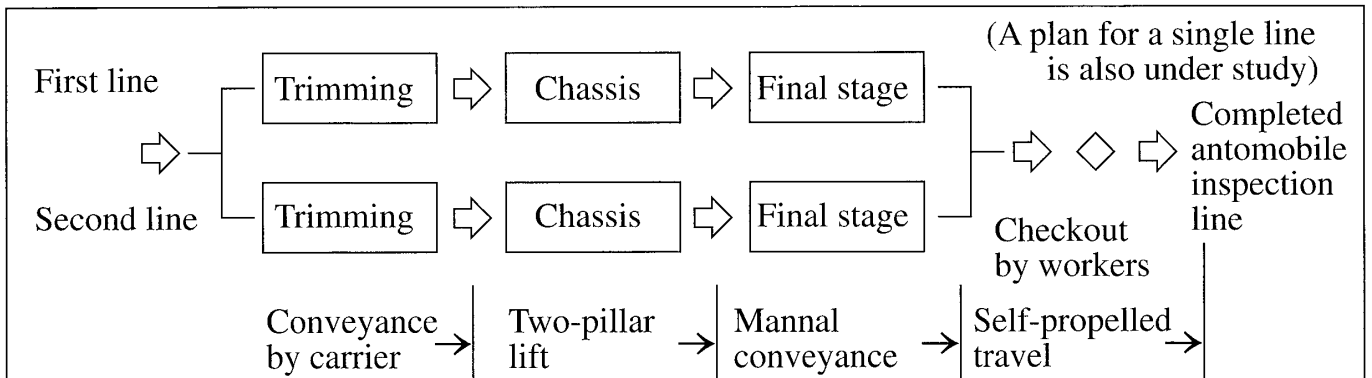 (A plan for a single line
is also under study)
First line
Trimming
Chassis
Final stage
Completed
antomobile
inspection
line
Second line
Trimming
Chassis
Final stage
Checkout
by workers
Conveyance
by carrier
Two-pillar
lift
Mannal
conveyance
Self-propelled
travel